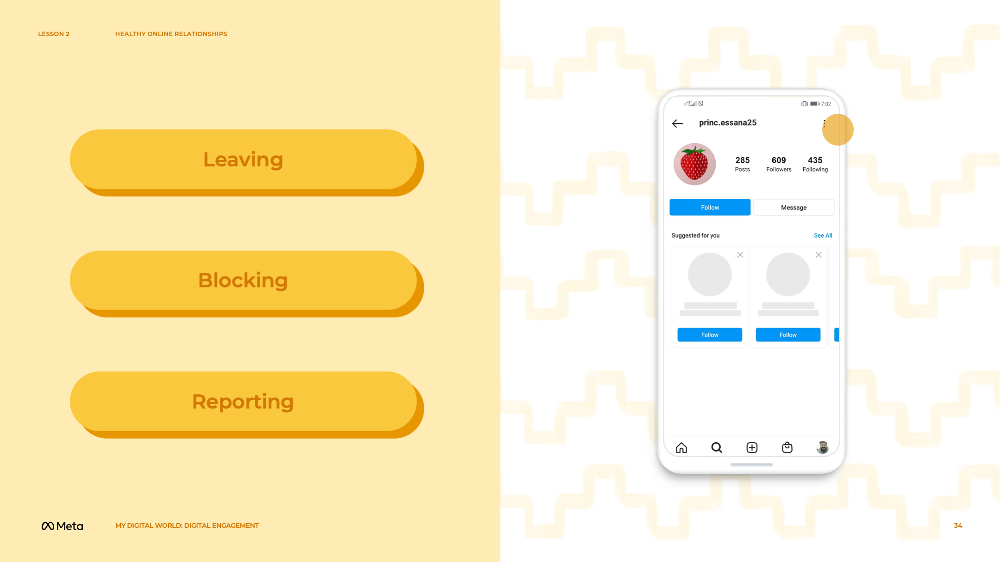 LESSON 2
HEALTHY ONLINE RELATIONSHIPS
Leaving
Blocking
Reporting
Meta
MY DIGITAL WORLD: DIGITAL ENGAGEMENT
7:02
princ.essana25
285
Posts
609
Followers
435
Following
Follow
Message
Suggested for you
See All
Follow
Follow
34